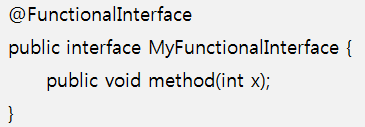 @FunctionalInterface
public interface MyFunctionalInterface {
public void method(int x);
}